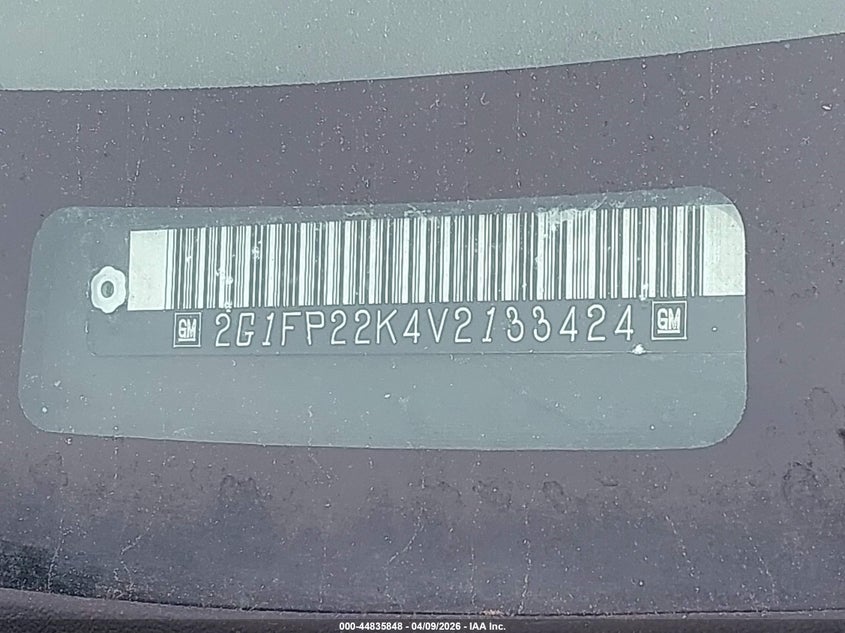 GM 2G1FP22K4V2133424 GM
000-44835848 - 04/09/2026 - IAA Inc.